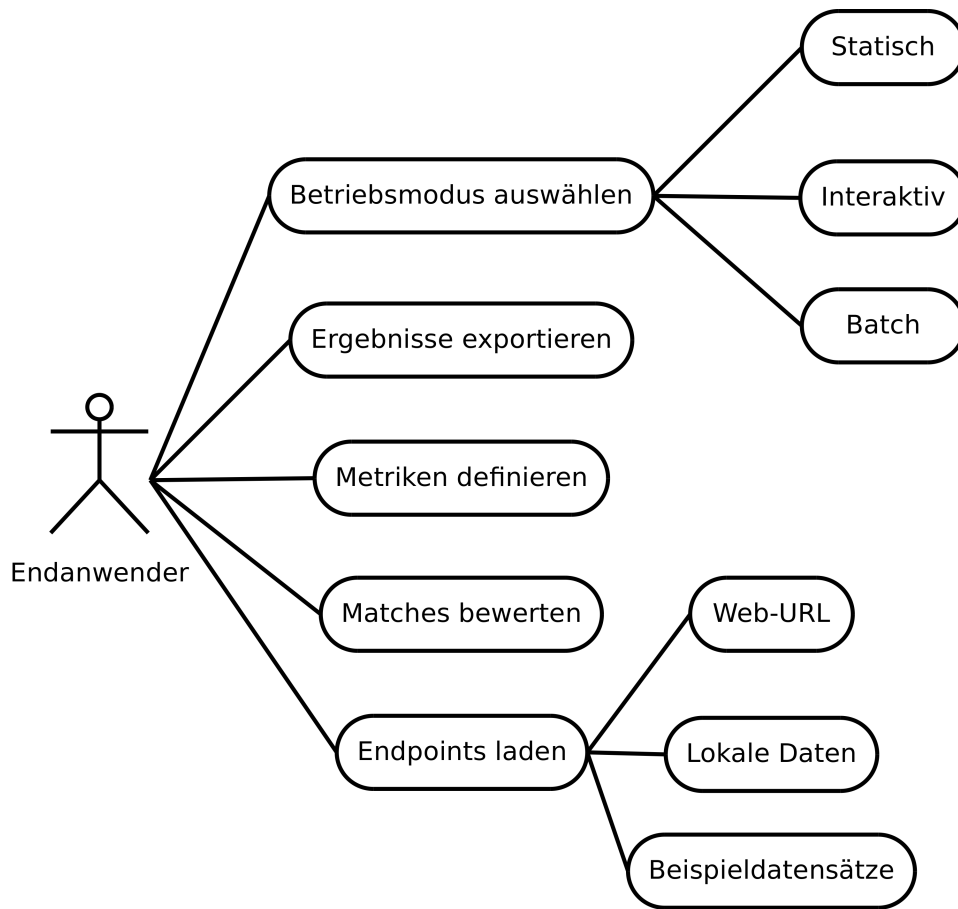 Statisch
Betriebsmodus auswählen
Interaktiv
Batch
Ergebnisse exportieren
Metriken definieren
Endanwender
Matches bewerten
Web-URL
Endpoints laden
Lokale Daten
Beispieldatensätze